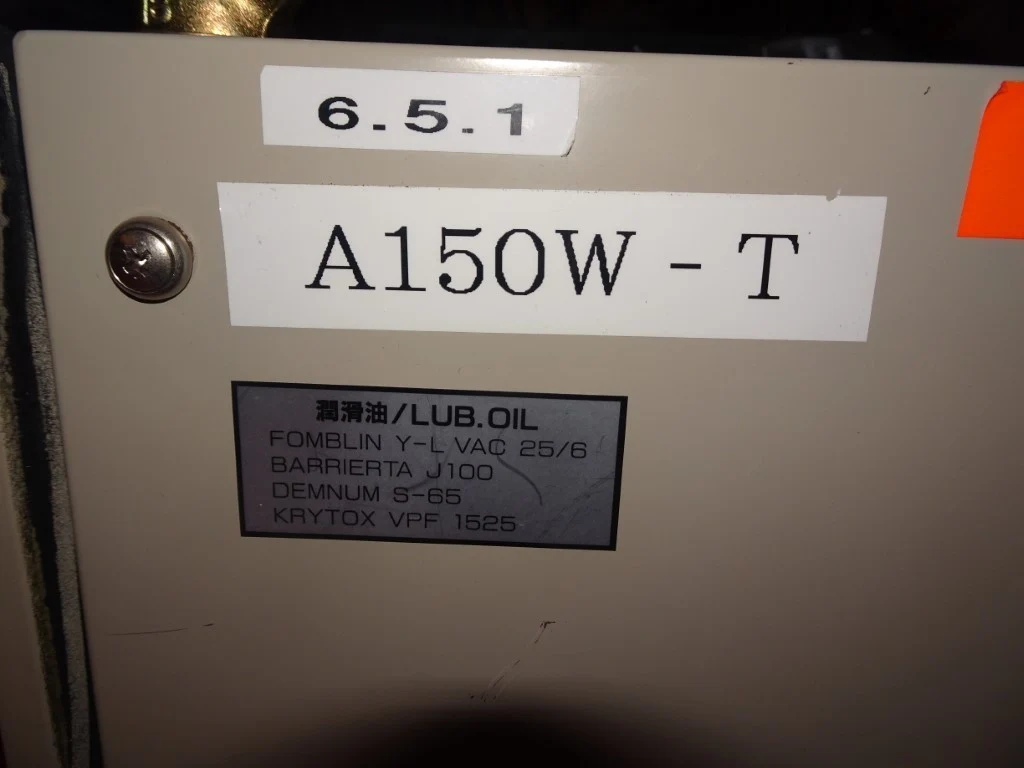 6.5.1
A150W - T
潤滑油/LUB.OIL
FOMBLIN Y-L VAC 25/6
BARRIERTA J100
DEMNUM S-65
KRYTOX VPF 1525